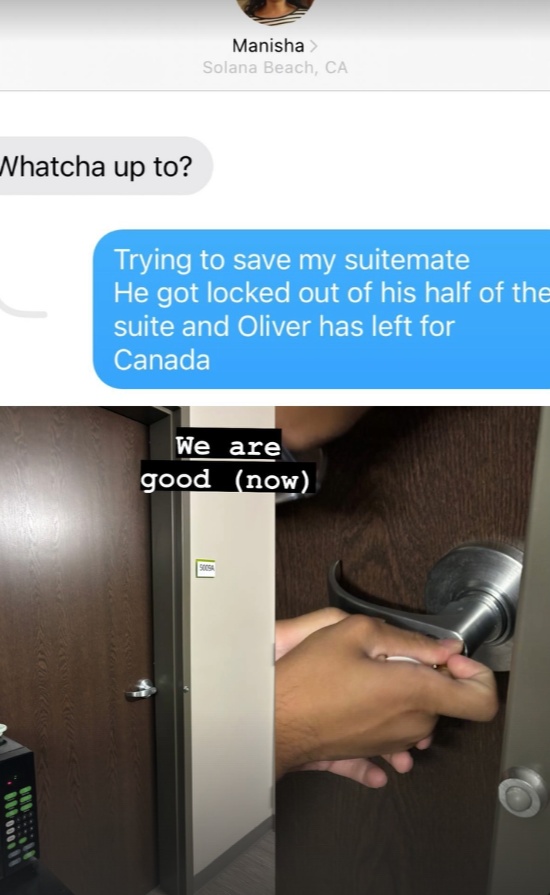 Manisha
Solana Beach, CA
Whatcha up to?
Trying to save my suitemate
He got locked out of his half of the
suite and Oliver has left for
Canada
We are
good (now)